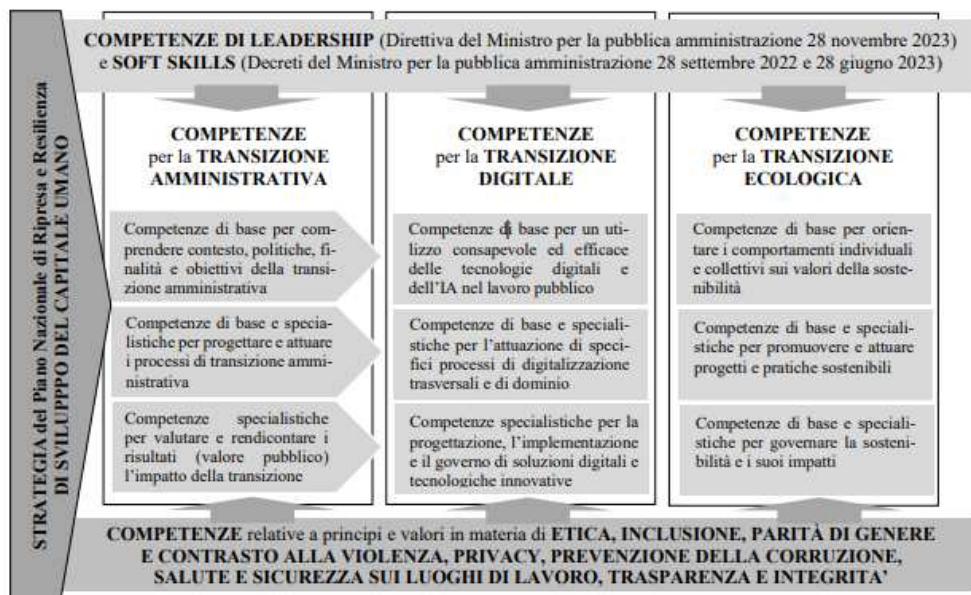 STRATEGIA del Piano Nazionale di Ripresa e Resilienza
DI SVILUPPO DEL CAPITALE UMANO
COMPETENZE DI LEADERSHIP (Direttiva del Ministro per la pubblica amministrazione 28 novembre 2023)
e SOFT SKILLS (Decreti del Ministro per la pubblica amministrazione 28 settembre 2022 e 28 giugno 2023)
COMPETENZE
per la TRANSIZIONE
AMMINISTRATIVA
Competenze di base per com-
prendere contesto, politiche, fi-
nalità e obiettivi della transi-
zione amministrativa
Competenze di base e specia-
listiche per progettare e attuare
i processi di transizione ammi-
nistrativa
Competenze specialistiche
per valutare e rendicontare i
risultati (valore pubblico)
l’impatto della transizione
COMPETENZE
per la TRANSIZIONE
DIGITALE
Competenze di base per un uti-
lizzo consapevole ed efficace
delle tecnologie digitali e
dell’IA nel lavoro pubblico
Competenze di base e speciali-
stiche per l’attuazione di speci-
fici processi di digitalizzazione
trasversali e di dominio
Competenze specialistiche per la
progettazione, l’implementazione
e il governo di soluzioni digitali e
tecnologiche innovative
COMPETENZE
per la TRANSIZIONE
ECOLOGICA
Competenze di base per orien-
tare i comportamenti individuali
e collettivi sui valori della soste-
nibilità
Competenze di base e speciali-
stiche per promuovere e attuare
progetti e pratiche sostenibili
Competenze di base e speciali-
stiche per governare la sosteni-
bilità e i suoi impatti
COMPETENZE relative a principi e valori in materia di ETICA, INCLUSIONE, PARITÀ DI GENERE
E CONTRASTO ALLA VIOLENZA, PRIVACY, PREVENZIONE DELLA CORRUZIONE,
SALUTE E SICUREZZA SUI LUOGHI DI LAVORO, TRASPARENZA E INTEGRITA’